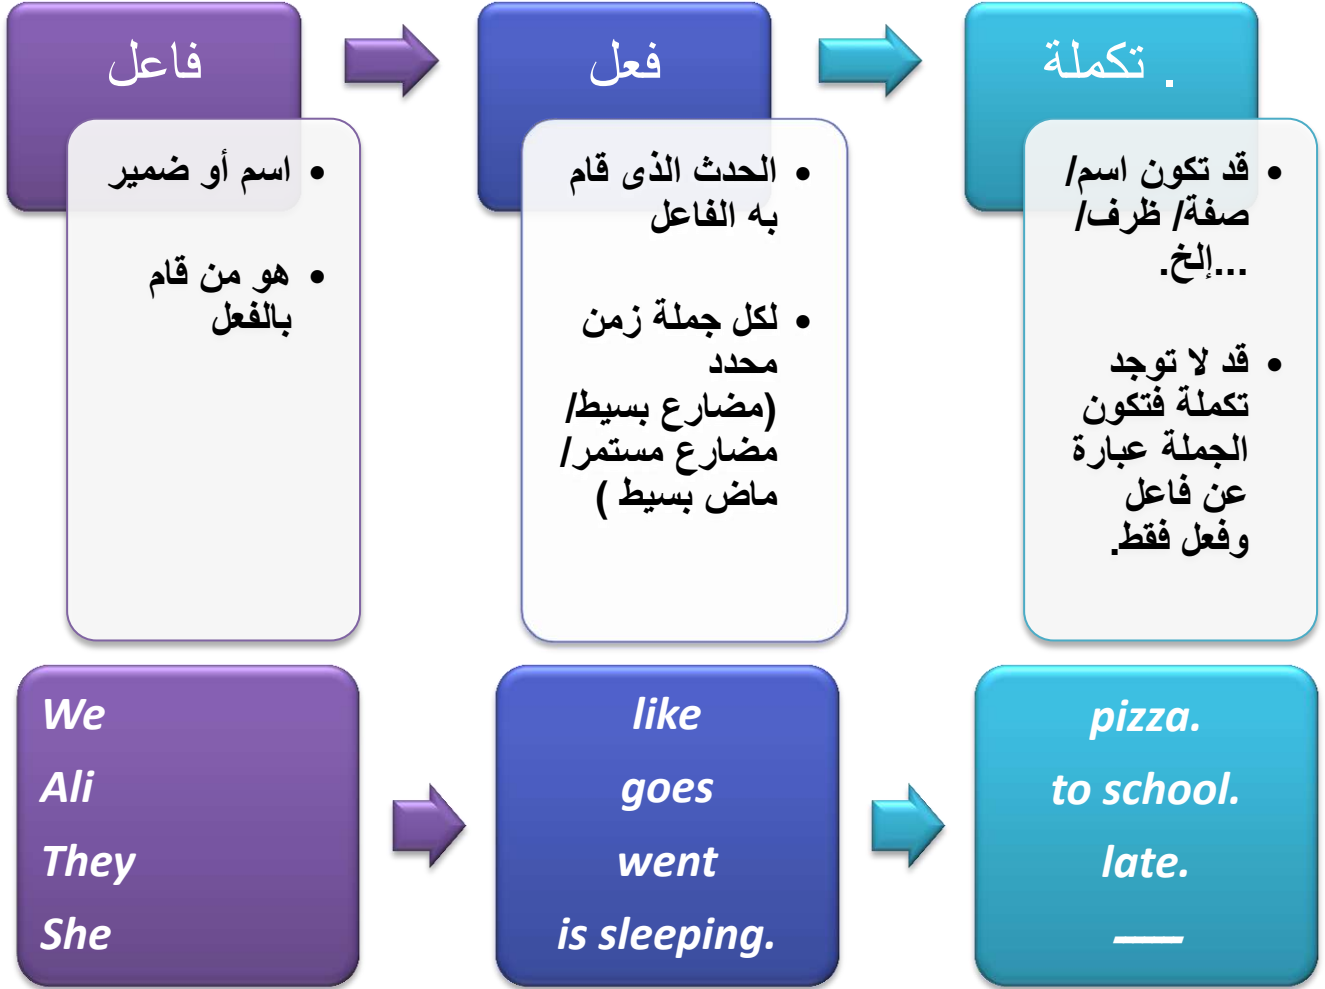 فاعل
اسم أو ضمير
هو من قام
بالفعل
فعل
الحدث الذى قام
به الفاعل
لكل جملة زمن
محدد
(مضارع بسيط/
مضارع مستمر/
ماض بسيط )
تكملة .
قد تكون اسم/
صفة/ ظرف/
...إلخ.
قد لا توجد
تكملة فتكون
الجملة عبارة
عن فاعل
وفعل فقط.
We
Ali
They
She
like
goes
went
is sleeping.
pizza.
to school.
late.